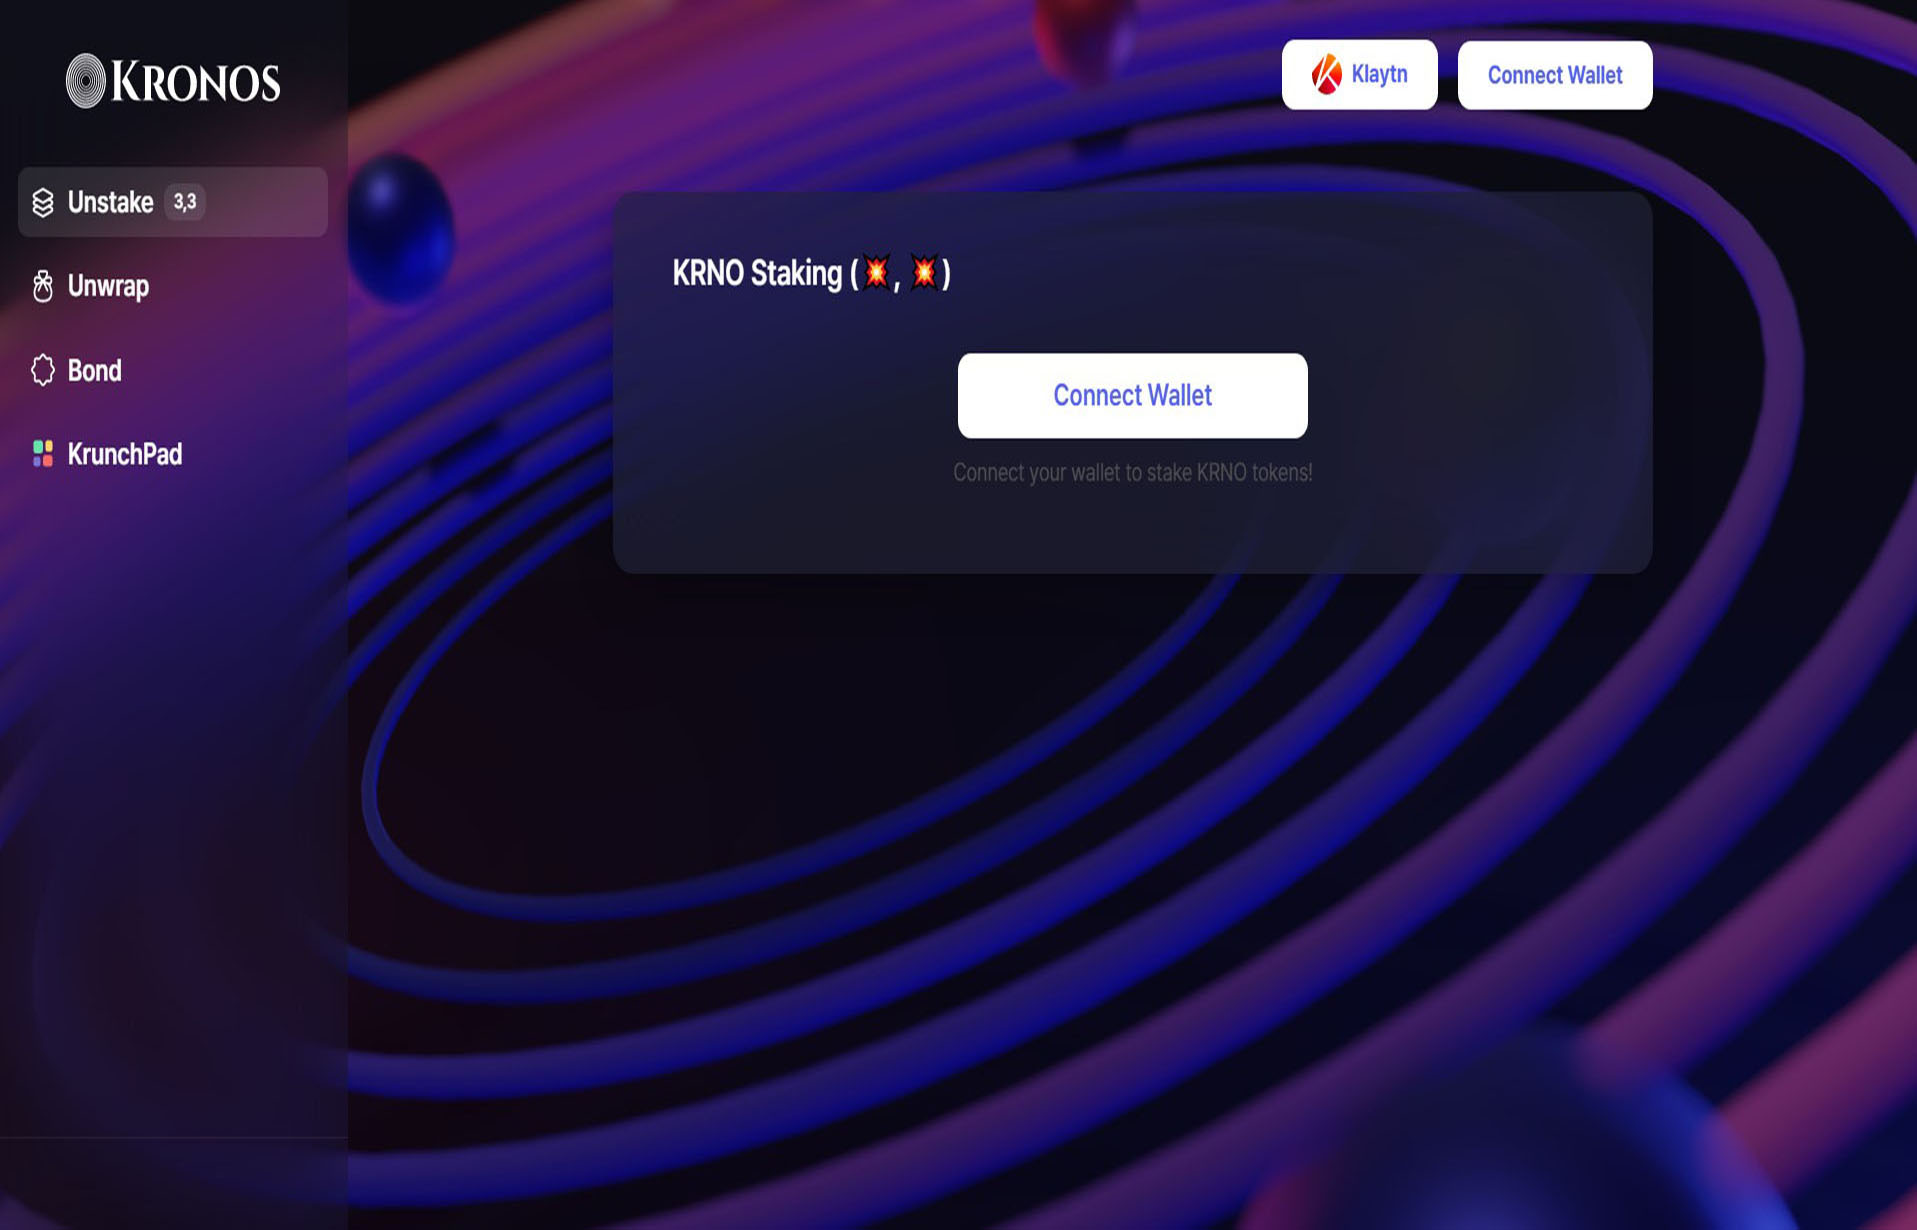 KRONOS
Klaytn
Connect Wallet
Unstake 3,3
Unwrap
Bond
KrunchPad
KRNO Staking (💥, 💥)
Connect Wallet
Connect your wallet to stake KRNO tokens!